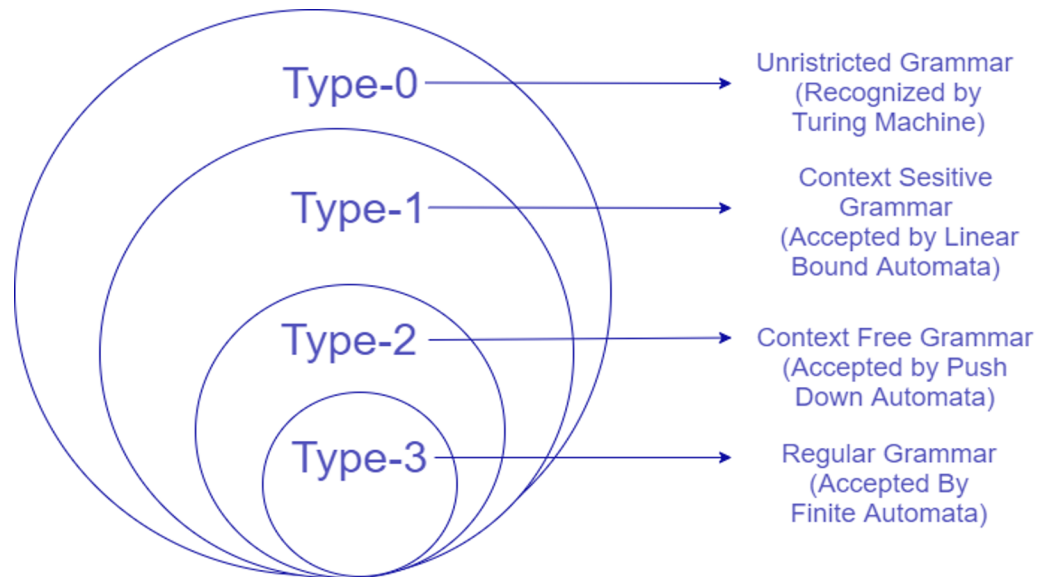 Type-0
Unristricted Grammar
(Recognized by
Turing Machine)
Type-1
Context Sesitive
Grammar
(Accepted by Linear
Bound Automata)
Type-2
Context Free Grammar
(Accepted by Push
Down Automata)
Type-3
Regular Grammar
(Accepted By
Finite Automata)